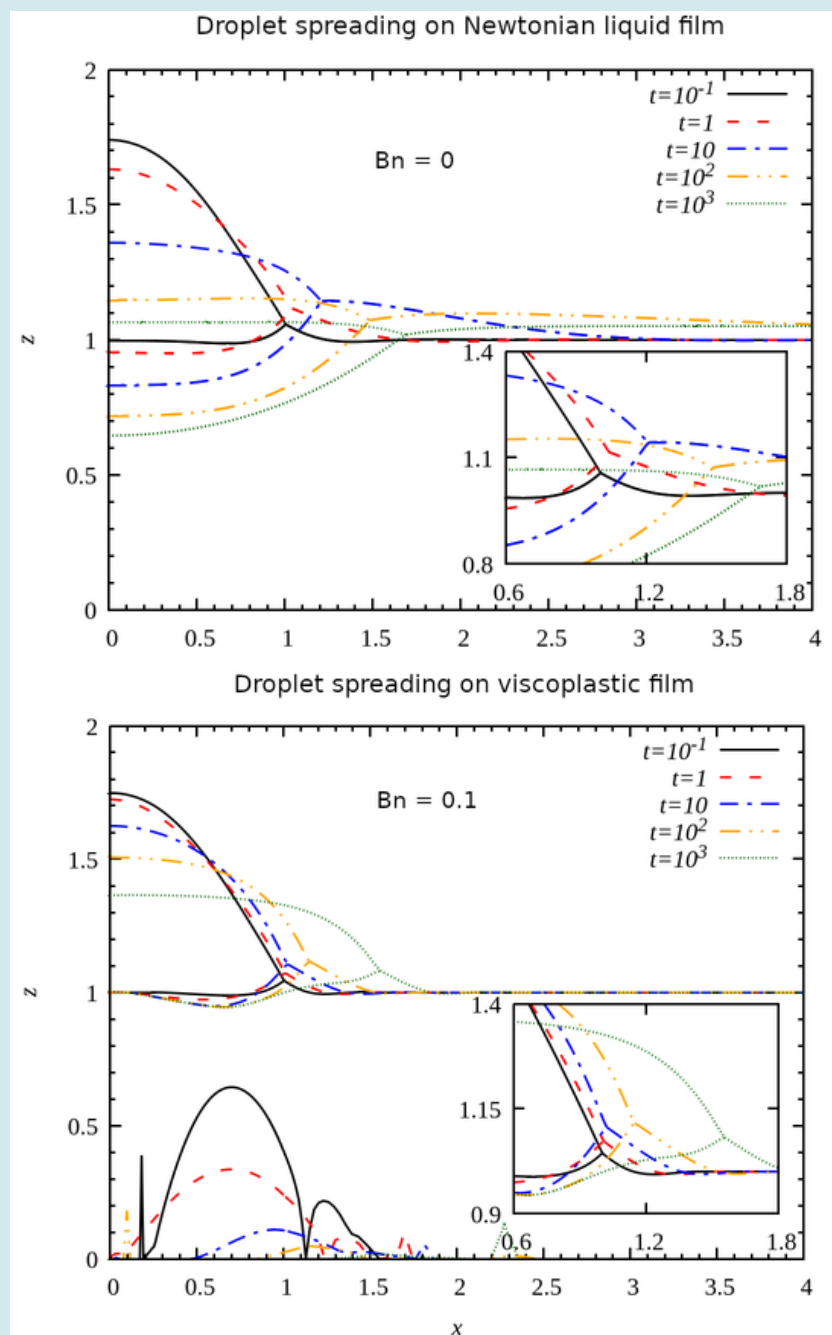 Droplet spreading on Newtonian liquid film
2
t=10⁻¹
t=1
Bn = 0
t=10
t=10²
1.5
t=10³
z
1
1.4
1.1
0.5
0.8
0.6 1.2 1.8
0
0 0.5 1 1.5 2 2.5 3 3.5 4
Droplet spreading on viscoplastic film
2
t=10⁻¹
t=1
Bn = 0.1
t=10
t=10²
1.5
t=10³
z
1
1.4
1.15
0.5
0.9
0.6 1.2 1.8
0
0 0.5 1 1.5 2 2.5 3 3.5 4
x